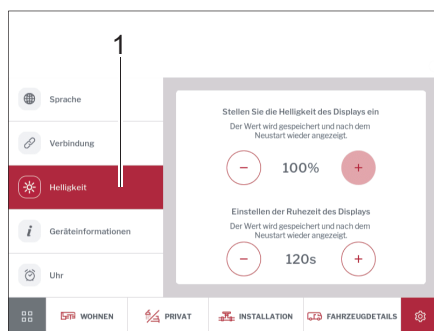 1
Sprache
Verbindung
Helligkeit
Geräteinformationen
Uhr
Stellen Sie die Helligkeit des Displays ein
Der Wert wird gespeichert und nach dem
Neustart wieder angezeigt.
− 100% +
Einstellen der Ruhezeit des Displays
Der Wert wird gespeichert und nach dem
Neustart wieder angezeigt.
− 120s +
WOHNEN PRIVAT INSTALLATION FAHRZEUGDETAILS